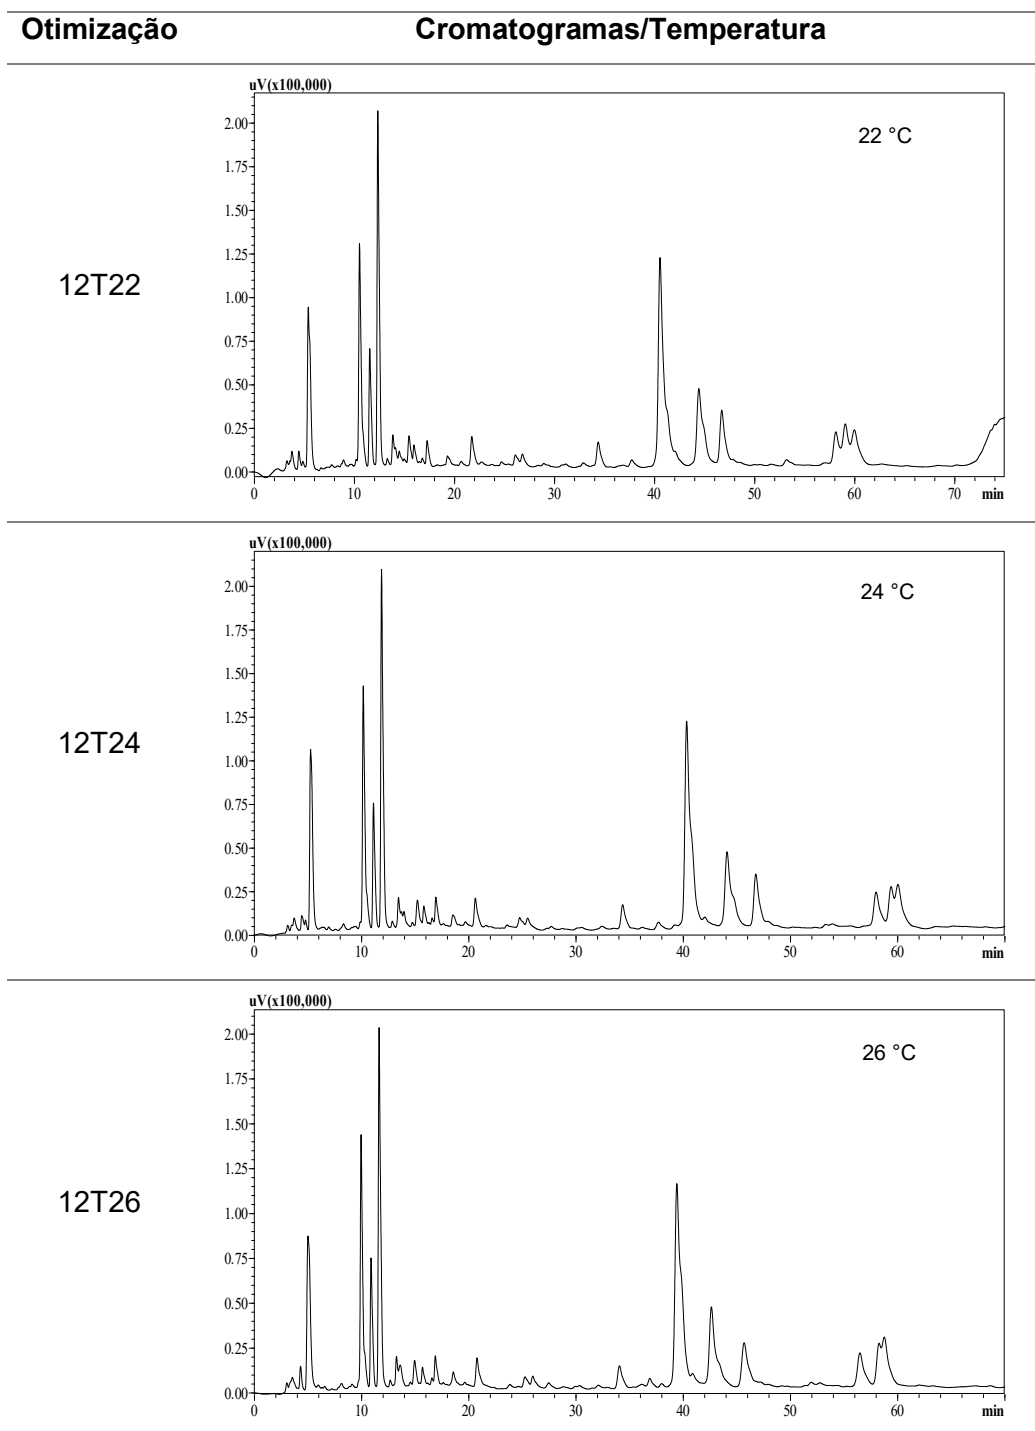 Otimização Cromatogramas/Temperatura
uV(x100,000)
22 °C
2.00
1.75
1.50
1.25
12T22
1.00
0.75
0.50
0.25
0.00
0 10 20 30 40 50 60 70 min
uV(x100,000)
24 °C
2.00
1.75
1.50
1.25
12T24
1.00
0.75
0.50
0.25
0.00
0 10 20 30 40 50 60 min
uV(x100,000)
26 °C
2.00
1.75
1.50
1.25
12T26
1.00
0.75
0.50
0.25
0.00
0 10 20 30 40 50 60 min